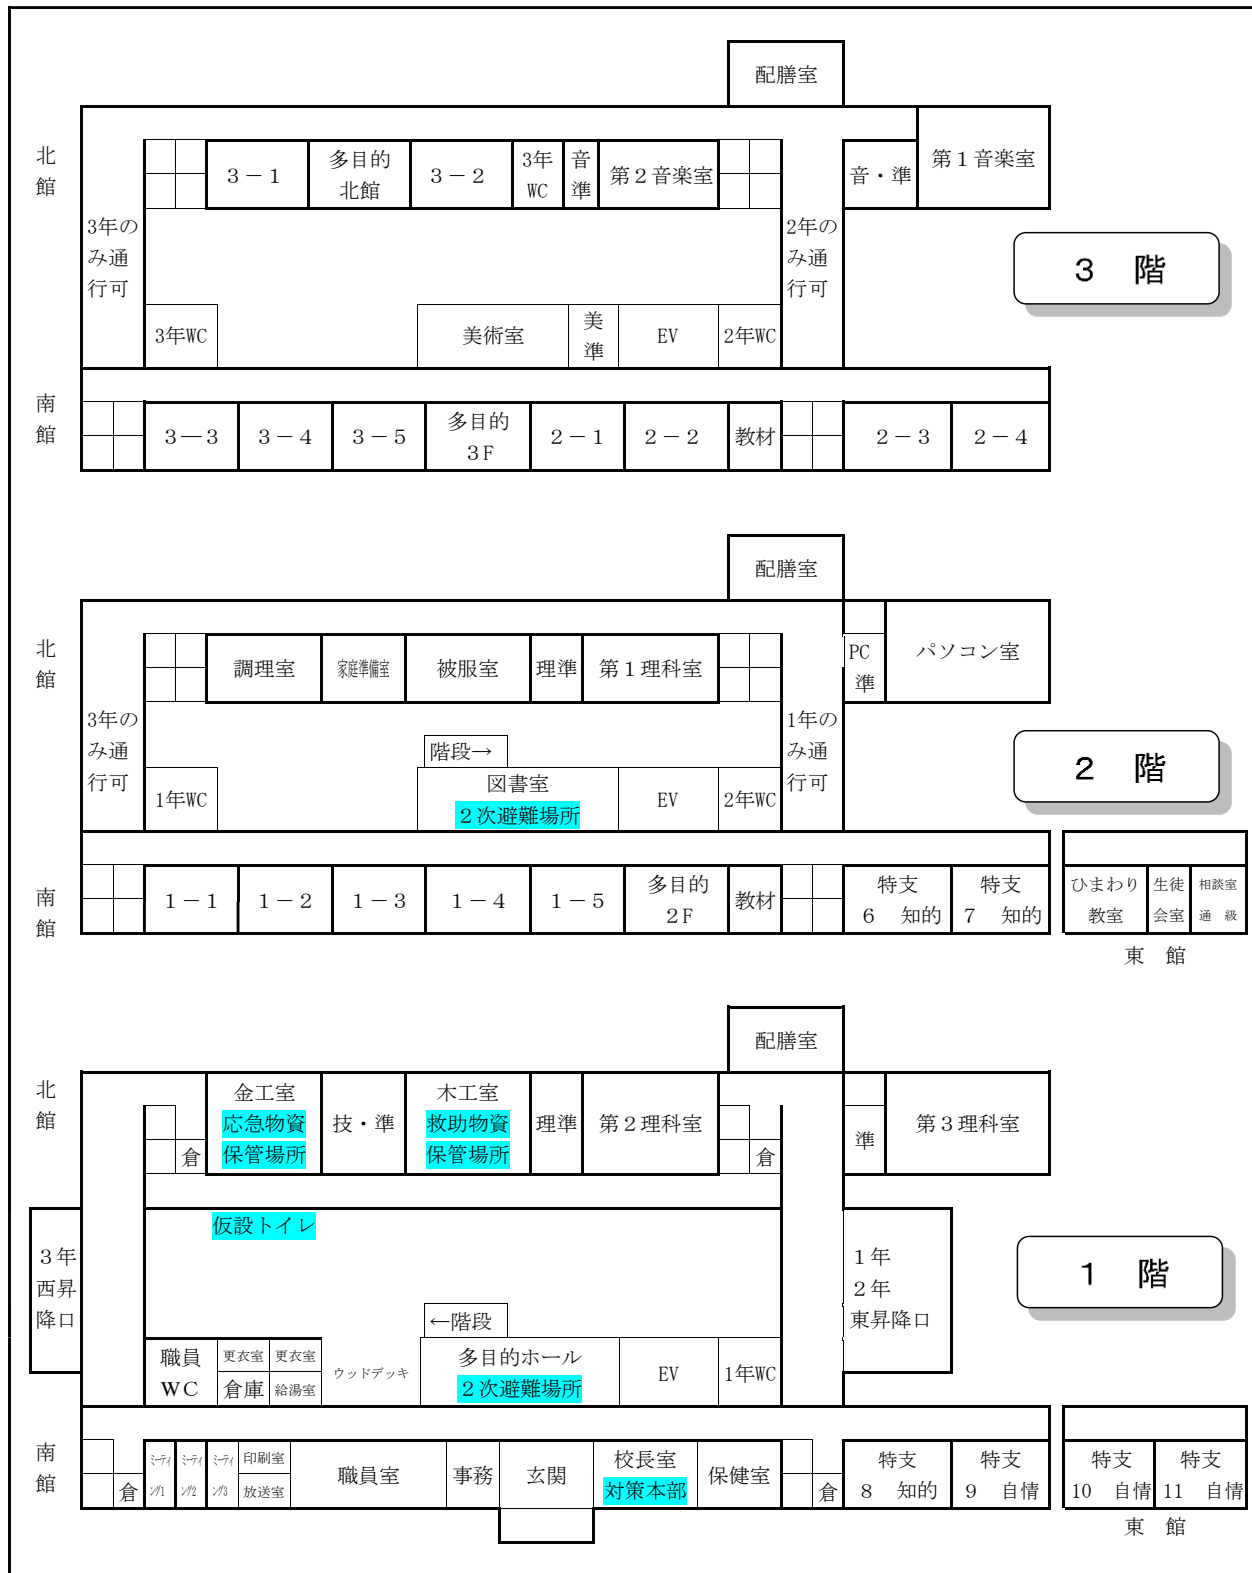 配膳室
北
館
3－1
多目的
北館
3－2
3年
WC
音
準
第2音楽室
音・準
第1音楽室
3年の
み通
行可
2年の
み通
行可
3 階
3年WC
美術室
美
準
EV
2年WC
南
館
3―3
3－4
3－5
多目的
3F
2－1
2－2
教材
2－3
2－4
配膳室
北
館
調理室
家庭準備室
被服室
理準
第1理科室
PC
準
パソコン室
3年の
み通
行可
1年の
み通
行可
2 階
階段→
1年WC
図書室
2次避難場所
EV
2年WC
南
館
1－1
1－2
1－3
1－4
1－5
多目的
2F
教材
特支
6 知的
特支
7 知的
ひまわり
教室
生徒
会室
相談室
通 級
東 館
配膳室
北
館
金工室
応急物資
保管場所
技・準
木工室
救助物資
保管場所
理準
第2理科室
準
第3理科室
倉
倉
仮設トイレ
3年
西昇
降口
1年
2年
東昇降口
1 階
←階段
職員
WC
更衣室
更衣室
倉庫
給湯室
ウッドデッキ
多目的ホール
2次避難場所
EV
1年WC
南
館
倉
ﾐｰﾃｨ
ﾝｸﾞ1
ﾐｰﾃｨ
ﾝｸﾞ2
ﾐｰﾃｨ
ﾝｸﾞ3
印刷室
放送室
職員室
事務
玄関
校長室
対策本部
保健室
倉
特支
8 知的
特支
9 自情
特支
10 自情
特支
11 自情
東 館